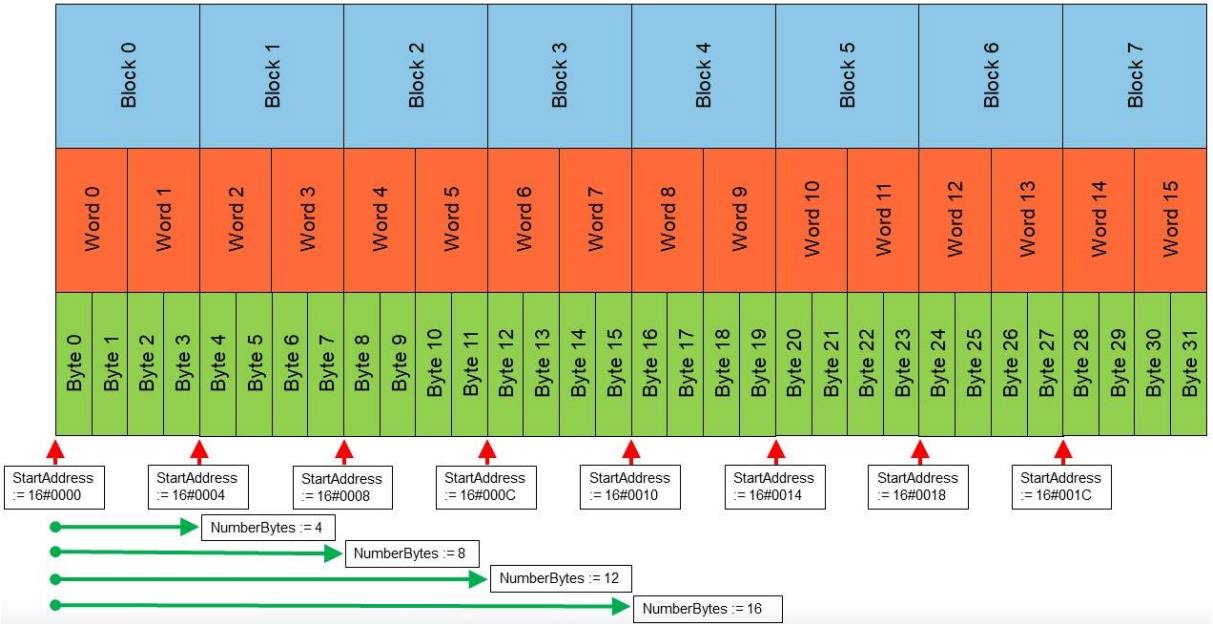 Block 0
Block 1
Block 2
Block 3
Block 4
Block 5
Block 6
Block 7
Word 0
Word 1
Word 2
Word 3
Word 4
Word 5
Word 6
Word 7
Word 8
Word 9
Word 10
Word 11
Word 12
Word 13
Word 14
Word 15
Byte 0
Byte 1
Byte 2
Byte 3
Byte 4
Byte 5
Byte 6
Byte 7
Byte 8
Byte 9
Byte 10
Byte 11
Byte 12
Byte 13
Byte 14
Byte 15
Byte 16
Byte 17
Byte 18
Byte 19
Byte 20
Byte 21
Byte 22
Byte 23
Byte 24
Byte 25
Byte 26
Byte 27
Byte 28
Byte 29
Byte 30
Byte 31
StartAddress
:= 16#0000
StartAddress
:= 16#0004
StartAddress
:= 16#0008
StartAddress
:= 16#000C
StartAddress
:= 16#0010
StartAddress
:= 16#0014
StartAddress
:= 16#0018
StartAddress
:= 16#001C
NumberBytes := 4
NumberBytes := 8
NumberBytes := 12
NumberBytes := 16